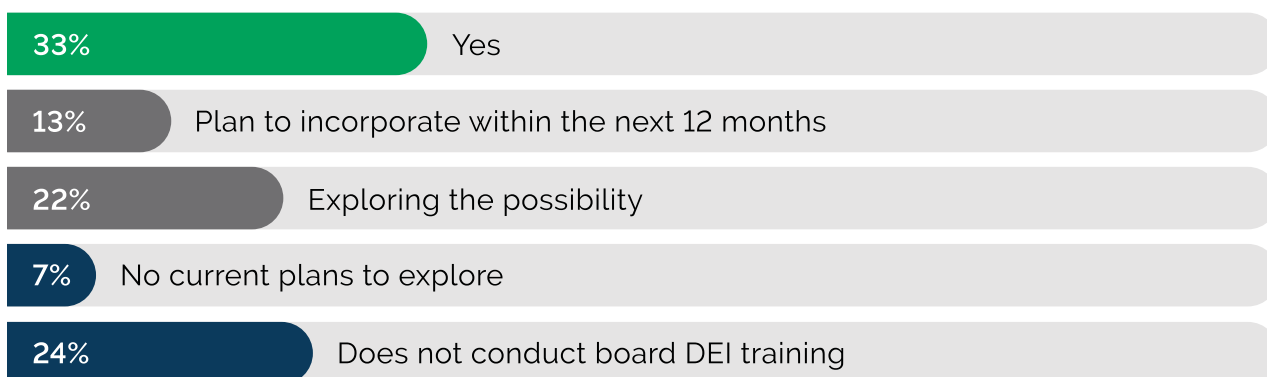 33% Yes
13% Plan to incorporate within the next 12 months
22% Exploring the possibility
7% No current plans to explore
24% Does not conduct board DEI training